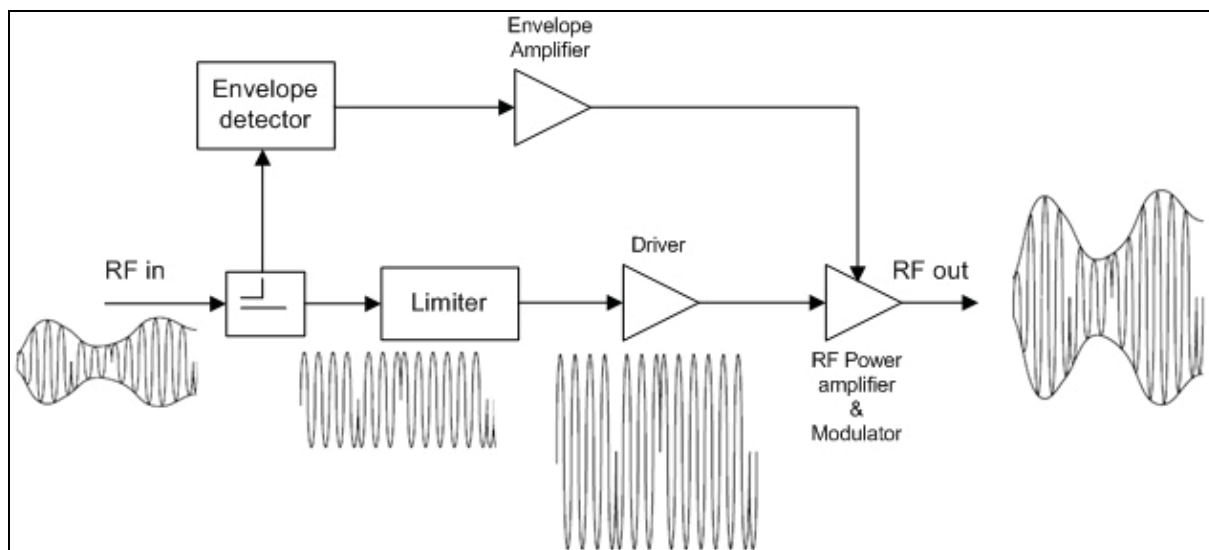 Envelope
Amplifier
Envelope
detector
RF in
Limiter
Driver
RF out
RF Power
amplifier
&
Modulator